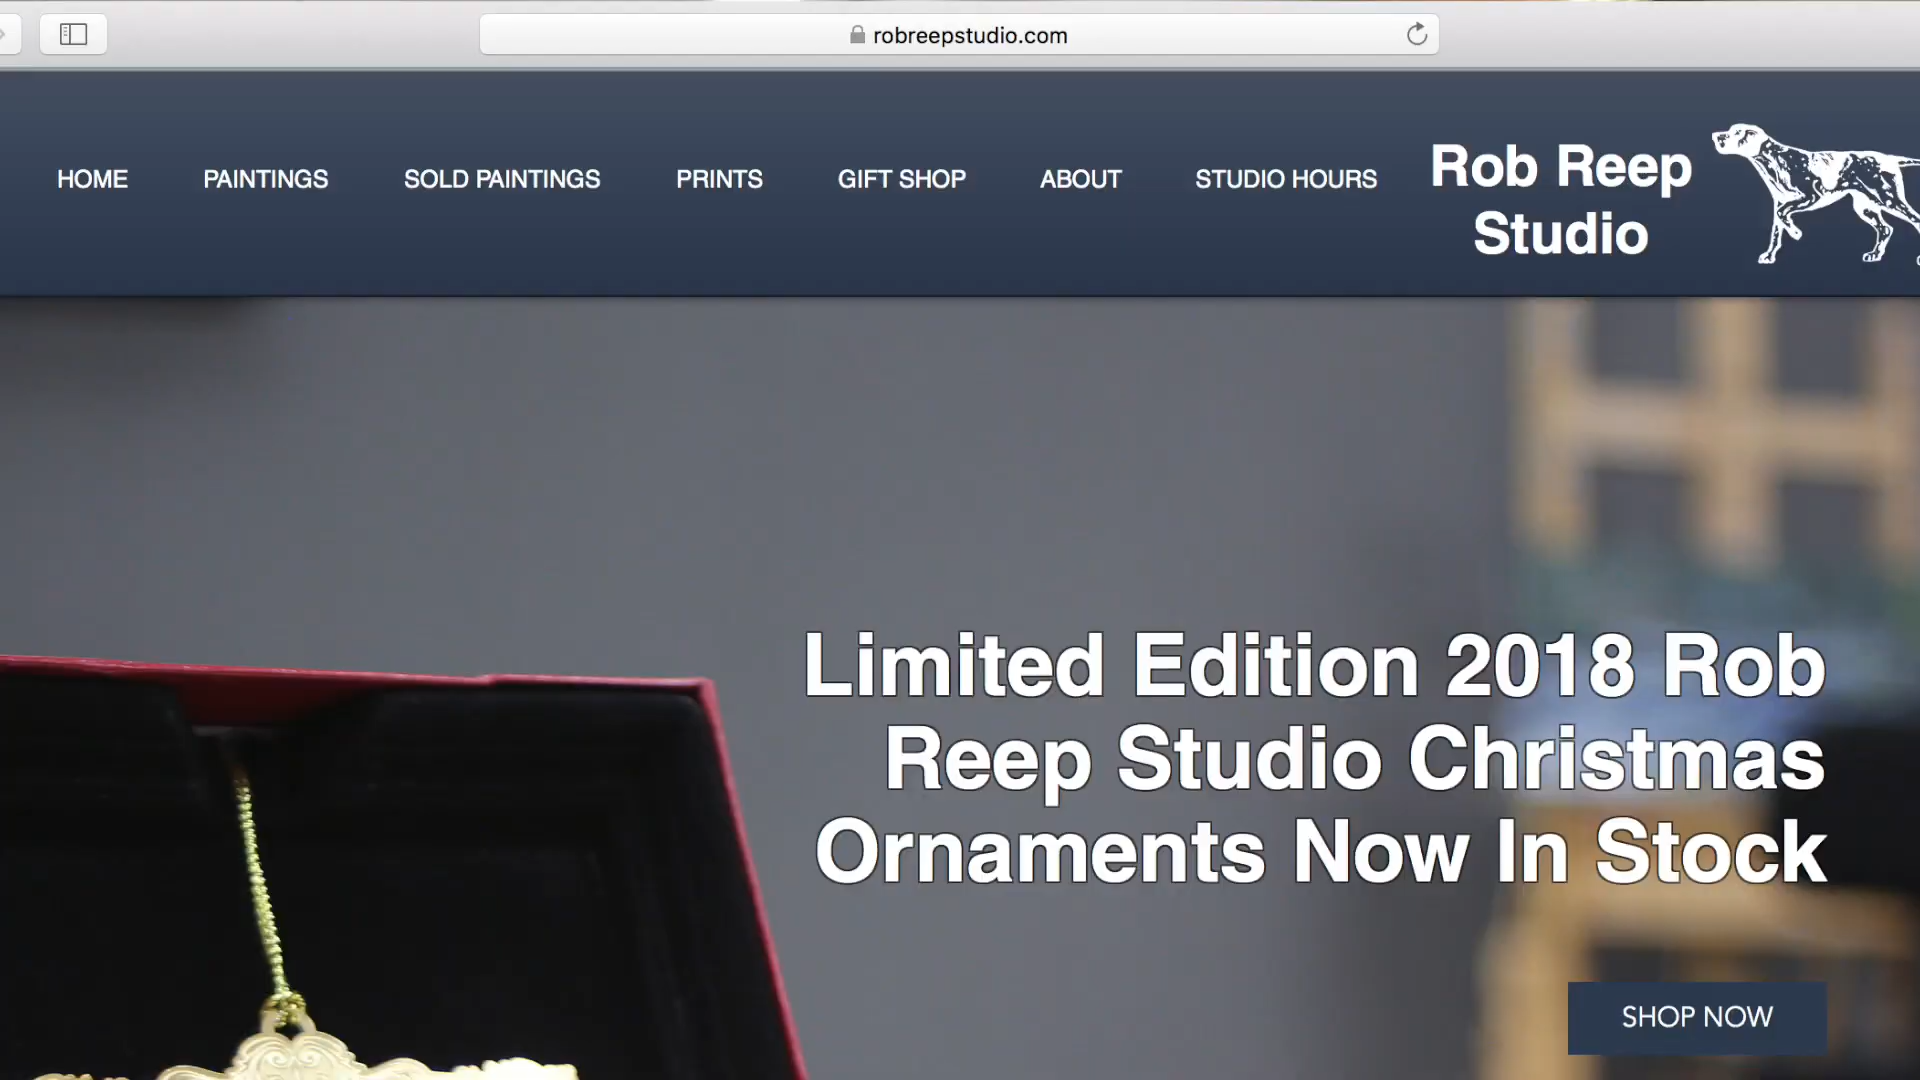 robreepstudio.com
HOME PAINTINGS SOLD PAINTINGS PRINTS GIFT SHOP ABOUT STUDIO HOURS
Rob Reep
Studio
Limited Edition 2018 Rob
Reep Studio Christmas
Ornaments Now In Stock
SHOP NOW